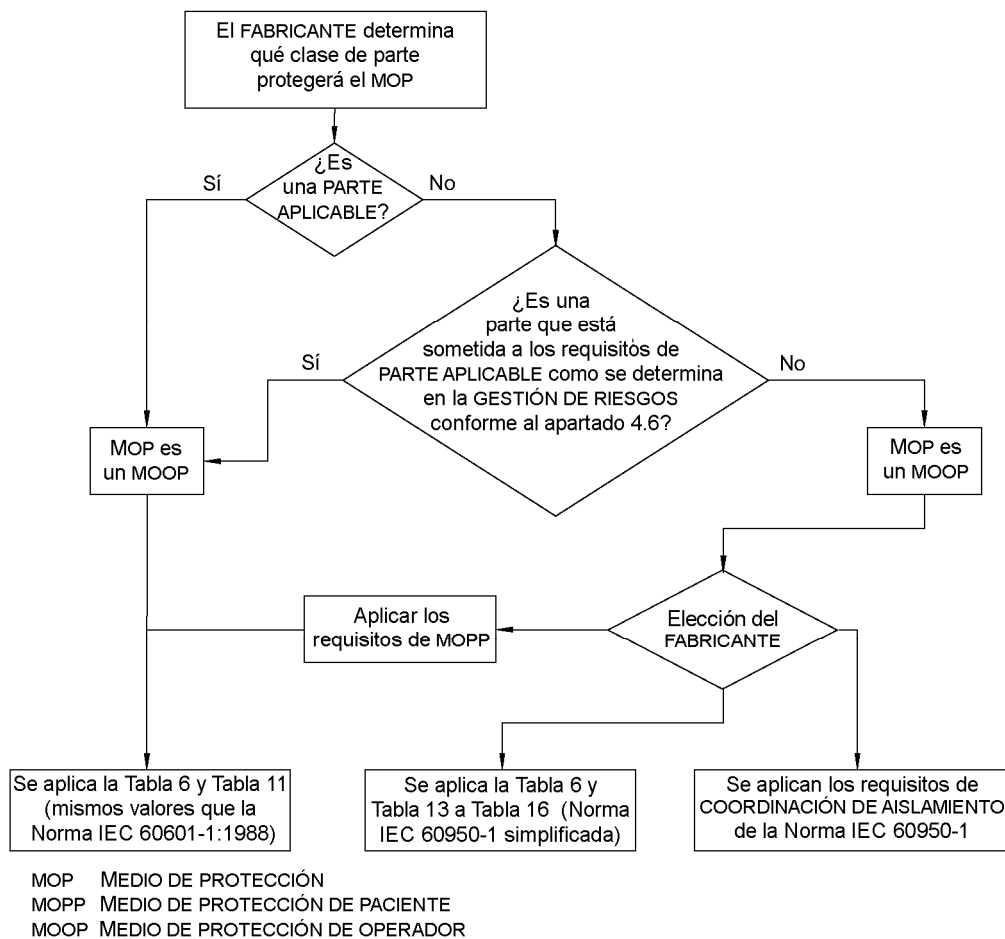 El FABRICANTE determina
qué clase de parte
protegerá el MOP
¿Es
una PARTE
APLICABLE?
Sí
No
¿Es una
parte que está
sometida a los requisitos de
PARTE APLICABLE como se determina
en la GESTIÓN DE RIESGOS
conforme al apartado 4.6?
Sí
No
MOP es
un MOOP
MOP es
un MOOP
Elección del
FABRICANTE
Aplicar los
requisitos de MOPP
Se aplica la Tabla 6 y Tabla 11
(mismos valores que la
Norma IEC 60601-1:1988)
Se aplica la Tabla 6 y
Tabla 13 a Tabla 16 (Norma
IEC 60950-1 simplificada)
Se aplican los requisitos de
COORDINACIÓN DE AISLAMIENTO
de la Norma IEC 60950-1
MOP MEDIO DE PROTECCIÓN
MOPP MEDIO DE PROTECCIÓN DE PACIENTE
MOOP MEDIO DE PROTECCIÓN DE OPERADOR